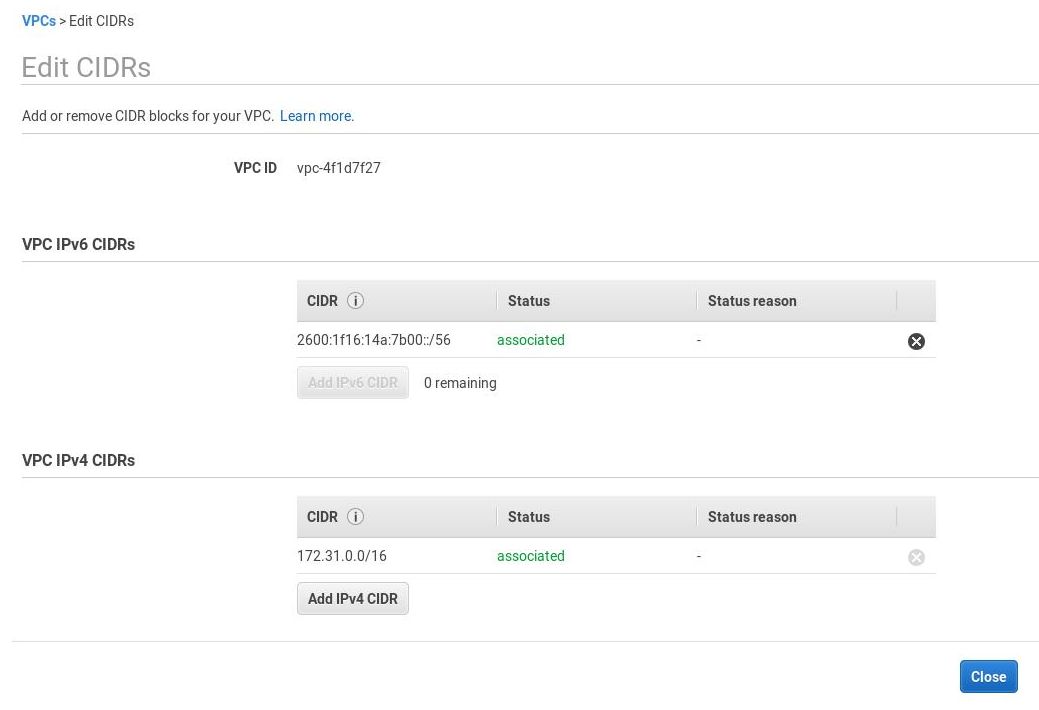 VPCs > Edit CIDRs
Edit CIDRs
Add or remove CIDR blocks for your VPC. Learn more.
VPC ID vpc-4f1d7f27
VPC IPv6 CIDRs
CIDR i Status Status reason
2600:1f16:14a:7b00::/56 associated -
Add IPv6 CIDR 0 remaining
VPC IPv4 CIDRs
CIDR i Status Status reason
172.31.0.0/16 associated -
Add IPv4 CIDR
Close